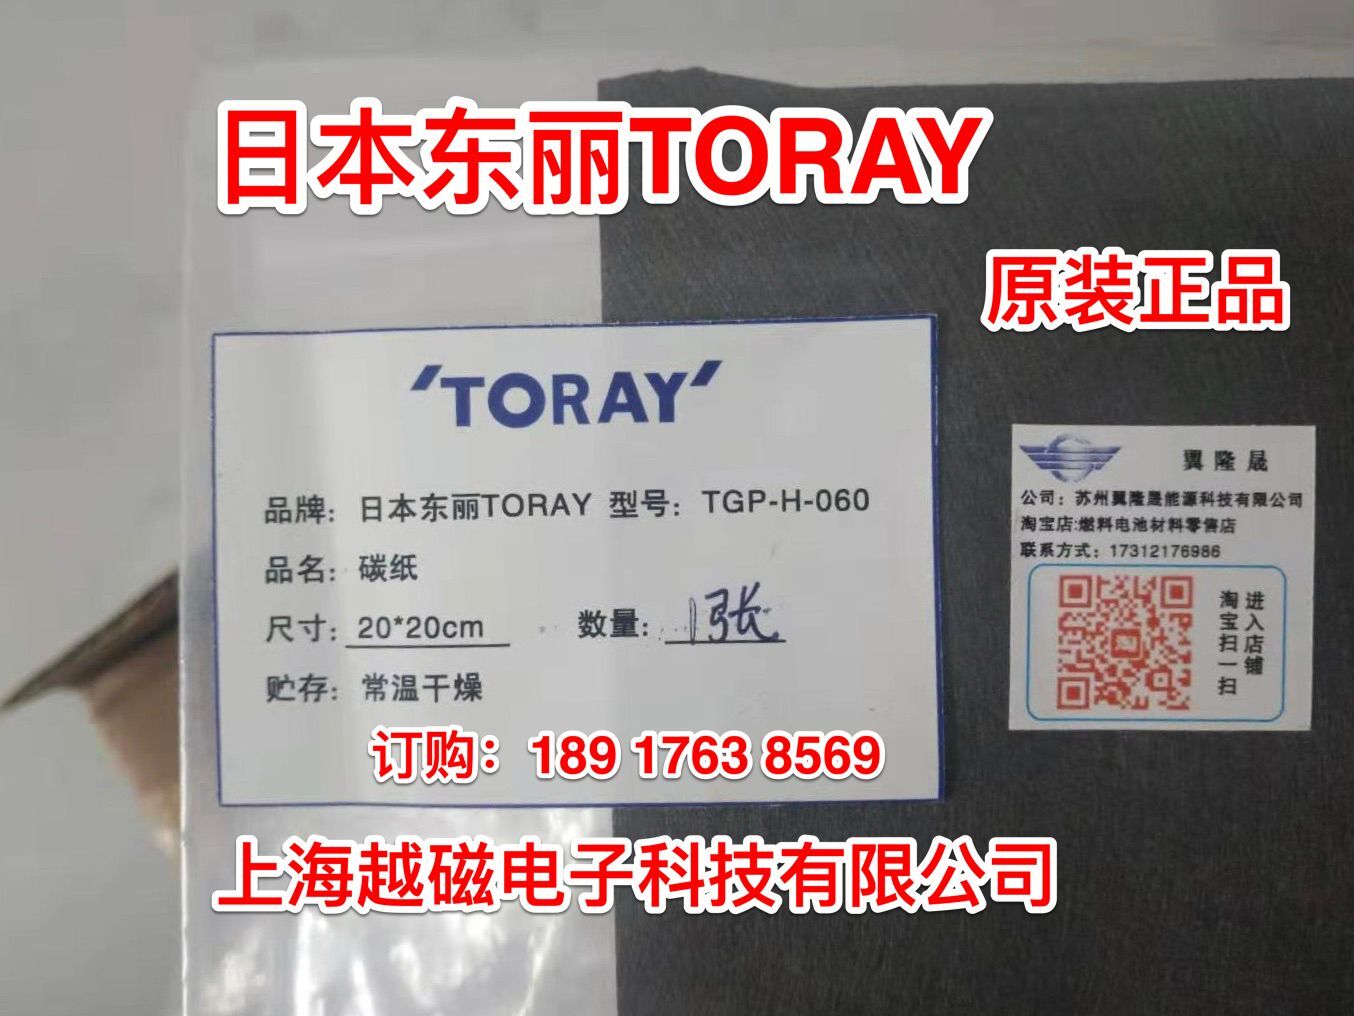 日本东丽TORAY
原装正品
TORAY
品牌：日本东丽TORAY 型号：TGP-H-060
品名：碳纸
尺寸：20*20cm 数量：1张
贮存：常温干燥
订购：189 1763 8569
上海越磁电子科技有限公司
翼隆晟
公司：苏州翼隆晟能源科技有限公司
淘宝店:燃料电池材料零售店
联系方式：17312176986
淘宝扫一扫
进入店铺